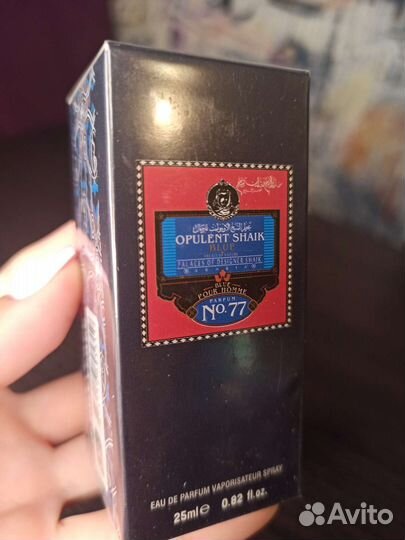 OPULENT SHAIK
BLUE
PALACES OF DESIGNER SHAIK
BLUE
POUR HOMME
PARFUM
No. 77
EAU DE PARFUM VAPORISATEUR SPRAY
25ml e 0.82 fl.oz.
Avito